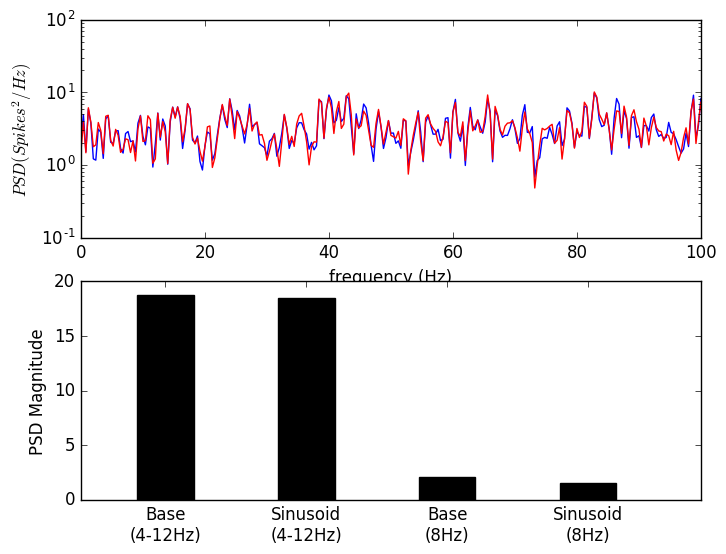 10^2
10^1
10^0
10^-1
PSD(Spikes^2/Hz)
0 20 40 60 80 100
frequency (Hz)
20
15
10
5
0
PSD Magnitude
Base Sinusoid Base Sinusoid
(4-12Hz) (4-12Hz) (8Hz) (8Hz)